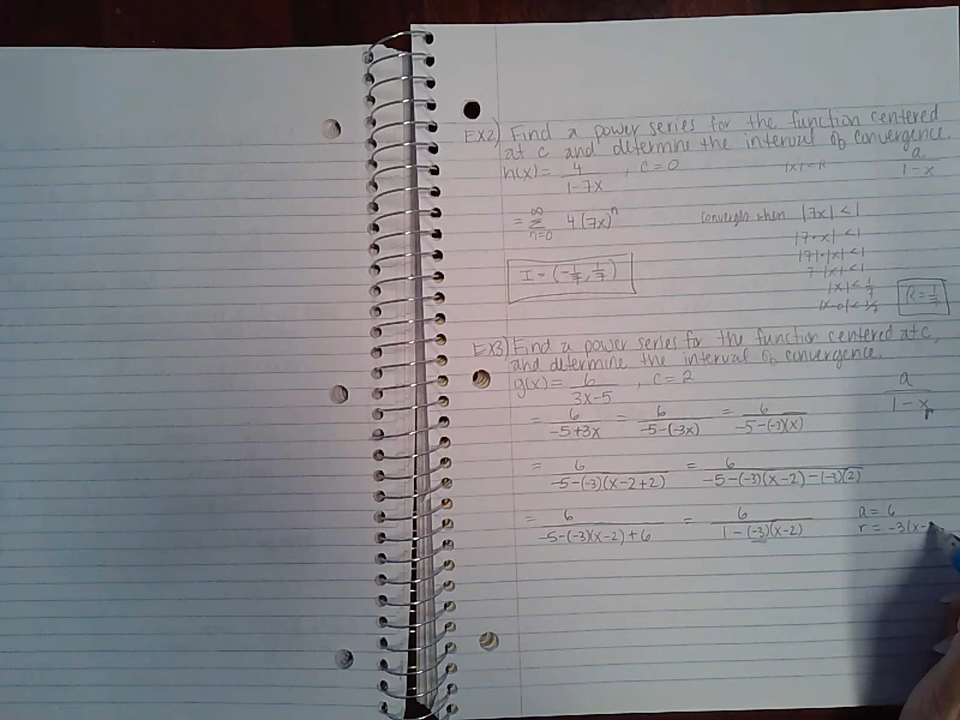 EX2) Find a power series for the function centered
at c and determine the interval of convergence.
h(x) = 4/(1-7x) , c=0 |x|<R a/(1-x)
= ∞ Σ n=0 4(7x)^n converges when |7x|<1
|7·x|<1
|7|·|x|<1
7·|x|<1
I = (-1/7, 1/7) |x|<1/7
|x-0|<1/7 R=1/7
EX3) Find a power series for the function centered at c,
and determine the interval of convergence.
g(x) = 6/(3x-5) , c=2 a/(1-r)
= 6/(-5+3x) = 6/(-5-(-3x)) = 6/(-5-(-3)(x))
= 6/(-5-(-3)(x-2+2)) = 6/(-5-(-3)(x-2)-(-3)(2))
= 6/(-5-(-3)(x-2)+6) = 6/(1-(-3)(x-2)) a=6
r = -3(x-